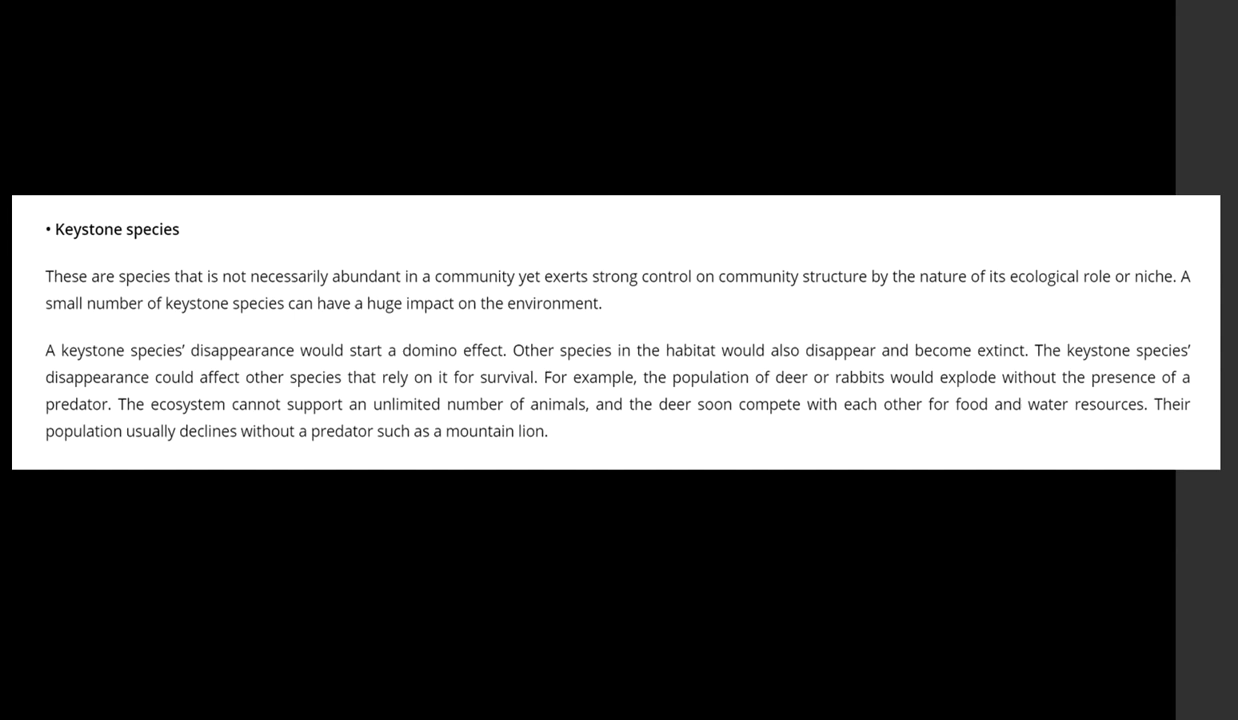 • Keystone species
These are species that is not necessarily abundant in a community yet exerts strong control on community structure by the nature of its ecological role or niche. A
small number of keystone species can have a huge impact on the environment.
A keystone species’ disappearance would start a domino effect. Other species in the habitat would also disappear and become extinct. The keystone species’
disappearance could affect other species that rely on it for survival. For example, the population of deer or rabbits would explode without the presence of a
predator. The ecosystem cannot support an unlimited number of animals, and the deer soon compete with each other for food and water resources. Their
population usually declines without a predator such as a mountain lion.